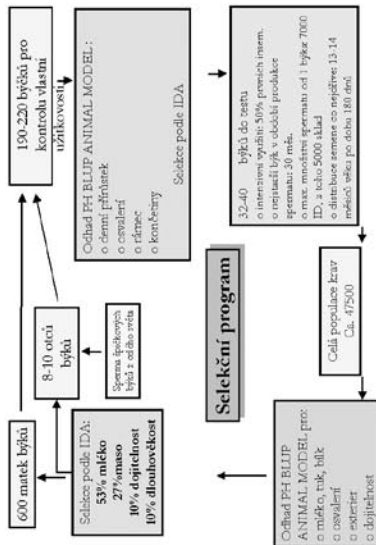 600 matek býků
8-10 otců
býků
190-220 býčků pro
kontrolu vlastní
užitkovosti
Sperma špičkových
býků z celého světa
Selekce podle IDA:
53% mléko
27%maso
10% dojitelnost
10% dlouhověkost
Odhad PH BLUP ANIMAL MODEL :
o denní přírůstek
o osvalení
o rámec
o končetiny
Selekce podle IDA
Selekční program
32-40 býků do testu
o intenzivní využití: 50% prvních insem.
o nejstarší býk v období produkce
spermatu: 30 měs.
o max. množství spermatu od 1 býka: 7000
ID, z toho 5000 sklad
o distribuce semene co nejdříve: 13-14
měsíců věku po dobu 180 dnů
Celá populace krav
Ca. 47500
Odhad PH BLUP
ANIMAL MODEL pro:
o mléko, tuk, bílk
o osvalení
o exterier
o dojitelnost